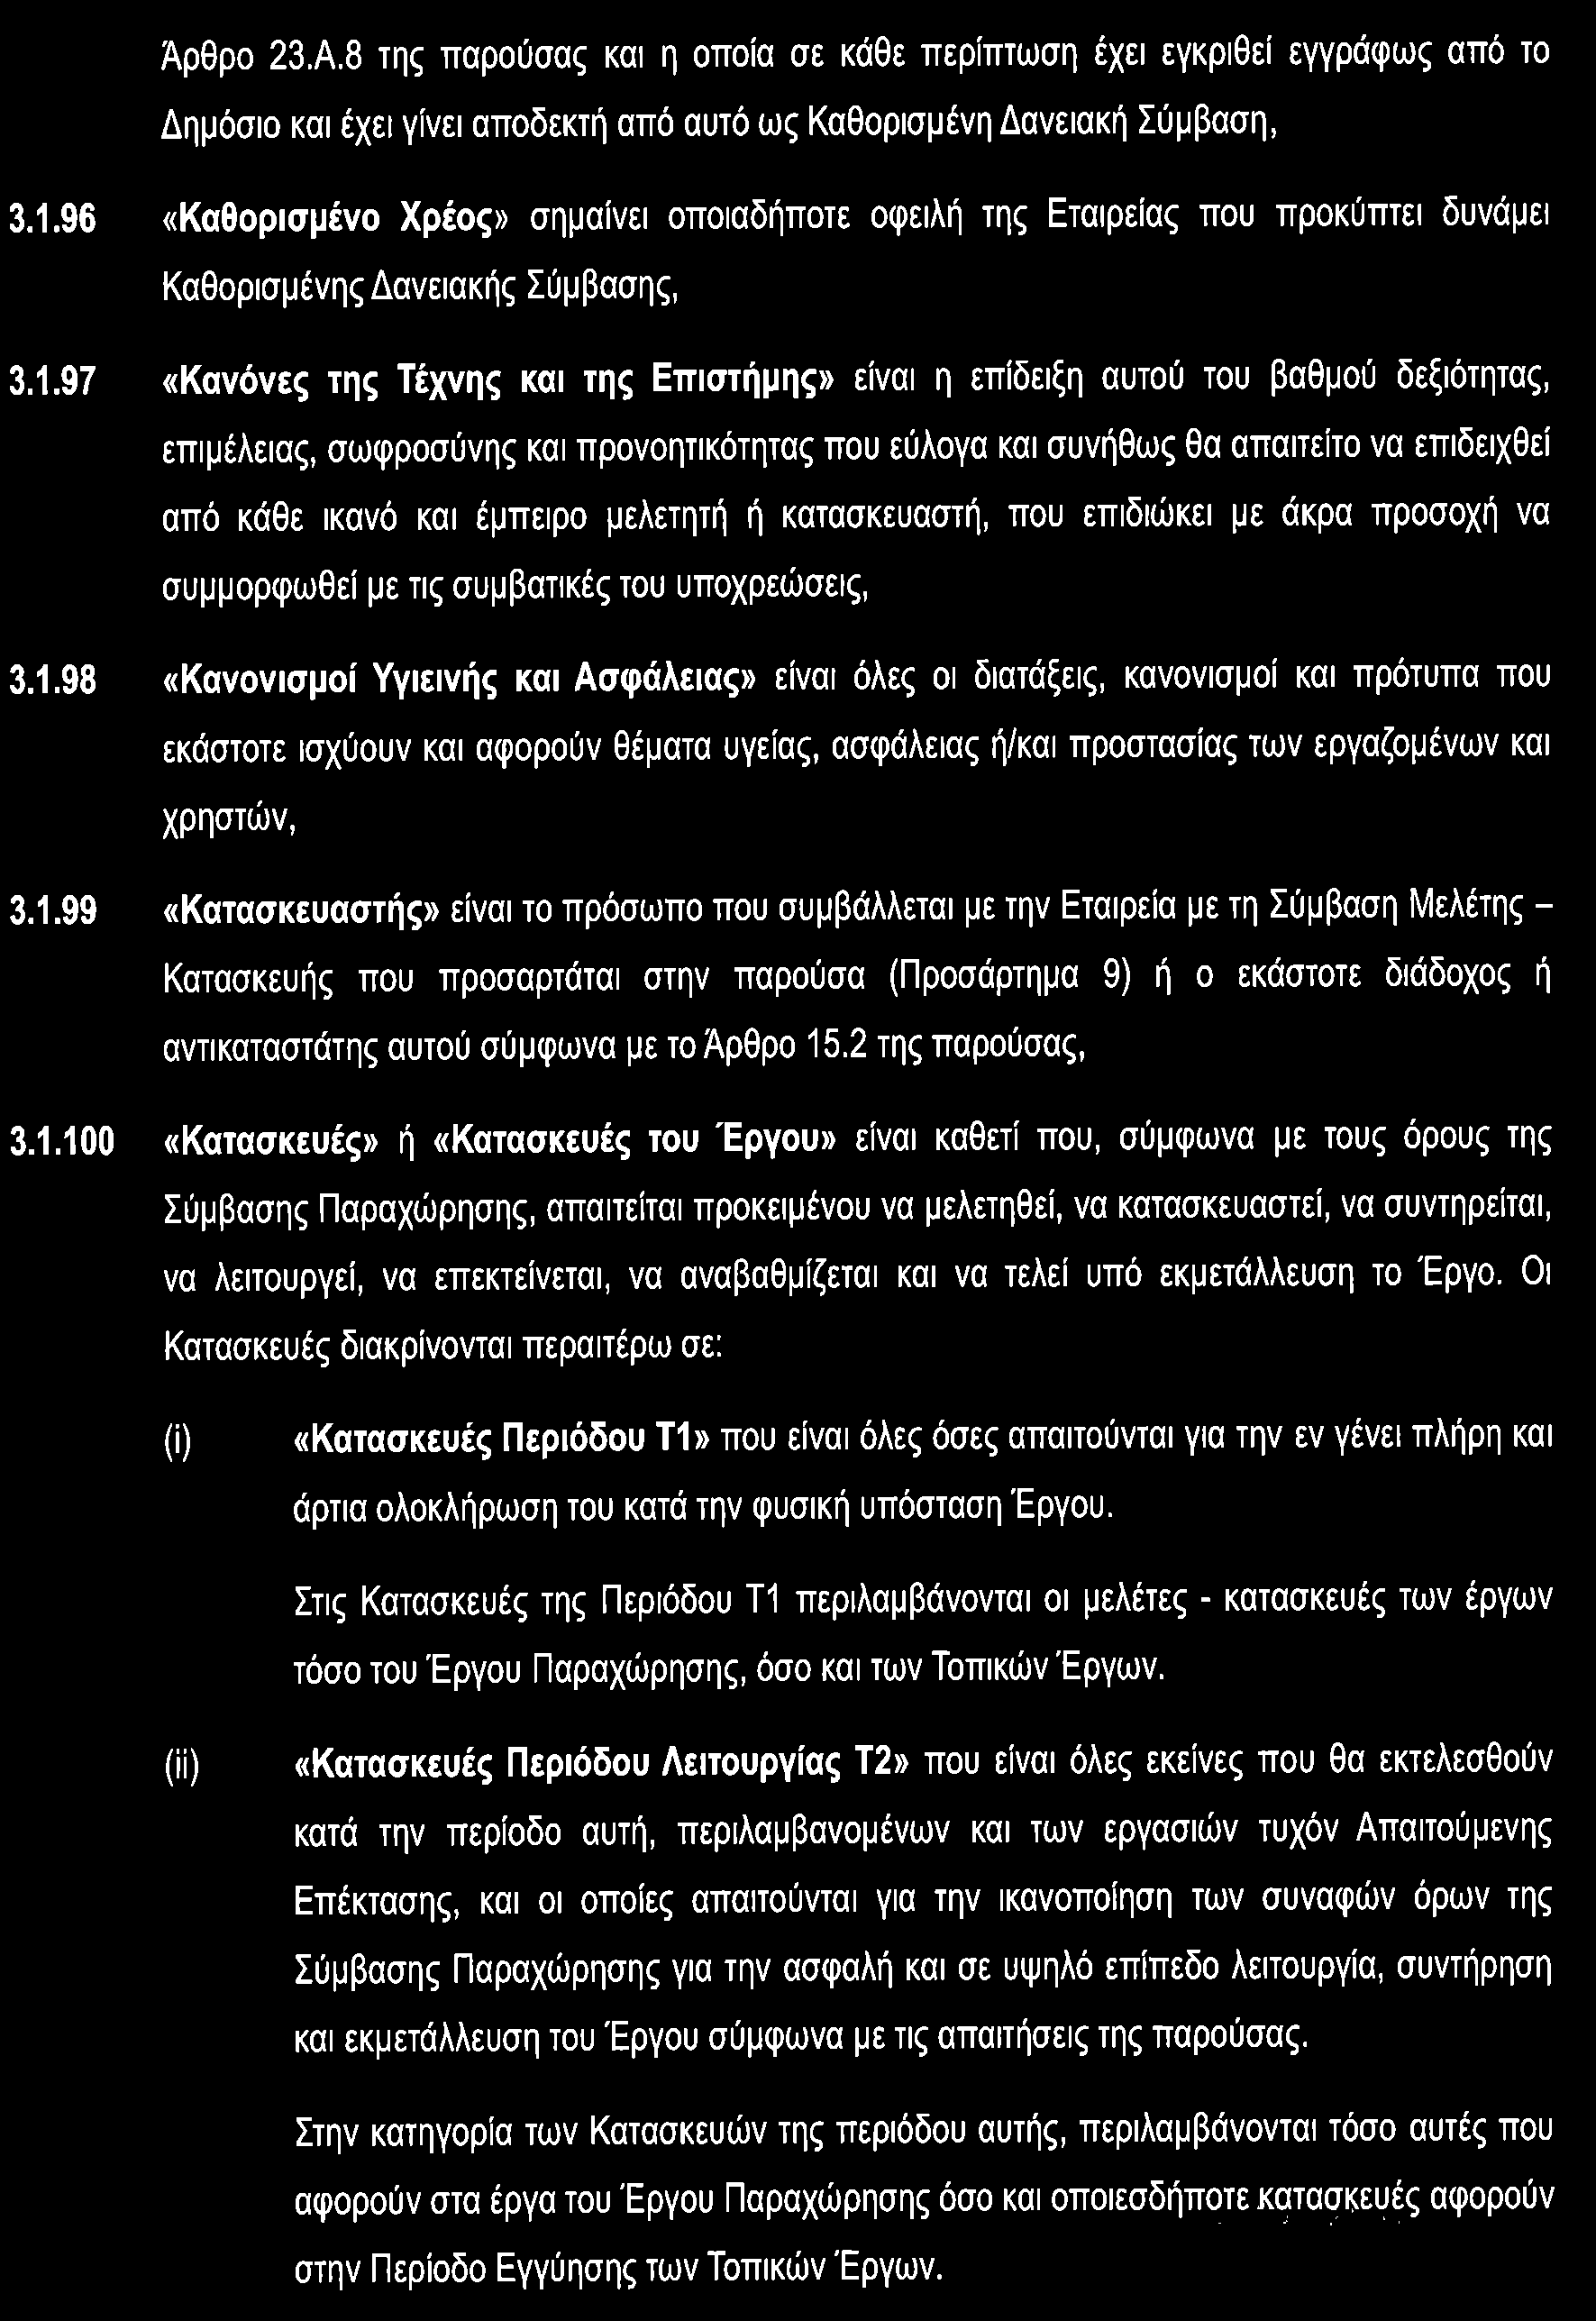 Άρθρο 23.Α.8 της παρούσας και η οποία σε κάθε περίπτωση έχει εγκριθεί εγγράφως από το
Δημόσιο και έχει γίνει αποδεκτή από αυτό ως Καθορισμένη Δανειακή Σύμβαση,
3.1.96 «Καθορισμένο Χρέος» σημαίνει οποιαδήποτε οφειλή της Εταιρείας που προκύπτει δυνάμει
Καθορισμένης Δανειακής Σύμβασης,
3.1.97 «Κανόνες της Τέχνης και της Επιστήμης» είναι η επίδειξη αυτού του βαθμού δεξιότητας,
επιμέλειας, σωφροσύνης και προνοητικότητας που εύλογα και συνήθως θα απαιτείτο να επιδειχθεί
από κάθε ικανό και έμπειρο μελετητή ή κατασκευαστή, που επιδιώκει με άκρα προσοχή να
συμμορφωθεί με τις συμβατικές του υποχρεώσεις,
3.1.98 «Κανονισμοί Υγιεινής και Ασφάλειας» είναι όλες οι διατάξεις, κανονισμοί και πρότυπα που
εκάστοτε ισχύουν και αφορούν θέματα υγείας, ασφάλειας ή/και προστασίας των εργαζομένων και
χρηστών,
3.1.99 «Κατασκευαστής» είναι το πρόσωπο που συμβάλλεται με την Εταιρεία με τη Σύμβαση Μελέτης –
Κατασκευής που προσαρτάται στην παρούσα (Προσάρτημα 9) ή ο εκάστοτε διάδοχος ή
αντικαταστάτης αυτού σύμφωνα με το Άρθρο 15.2 της παρούσας,
3.1.100 «Κατασκευές» ή «Κατασκευές του Έργου» είναι καθετί που, σύμφωνα με τους όρους της
Σύμβασης Παραχώρησης, απαιτείται προκειμένου να μελετηθεί, να κατασκευαστεί, να συντηρείται,
να λειτουργεί, να επεκτείνεται, να αναβαθμίζεται και να τελεί υπό εκμετάλλευση το Έργο. Οι
Κατασκευές διακρίνονται περαιτέρω σε:
(i) «Κατασκευές Περιόδου Τ1» που είναι όλες όσες απαιτούνται για την εν γένει πλήρη και
άρτια ολοκλήρωση του κατά την φυσική υπόσταση Έργου.
Στις Κατασκευές της Περιόδου Τ1 περιλαμβάνονται οι μελέτες - κατασκευές των έργων
τόσο του Έργου Παραχώρησης, όσο και των Τοπικών Έργων.
(ii) «Κατασκευές Περιόδου Λειτουργίας Τ2» που είναι όλες εκείνες που θα εκτελεσθούν
κατά την περίοδο αυτή, περιλαμβανομένων και των εργασιών τυχόν Απαιτούμενης
Επέκτασης, και οι οποίες απαιτούνται για την ικανοποίηση των συναφών όρων της
Σύμβασης Παραχώρησης για την ασφαλή και σε υψηλό επίπεδο λειτουργία, συντήρηση
και εκμετάλλευση του Έργου σύμφωνα με τις απαιτήσεις της παρούσας.
Στην κατηγορία των Κατασκευών της περιόδου αυτής, περιλαμβάνονται τόσο αυτές που
αφορούν στα έργα του Έργου Παραχώρησης όσο και οποιεσδήποτε κατασκευές αφορούν
στην Περίοδο Εγγύησης των Τοπικών Έργων.